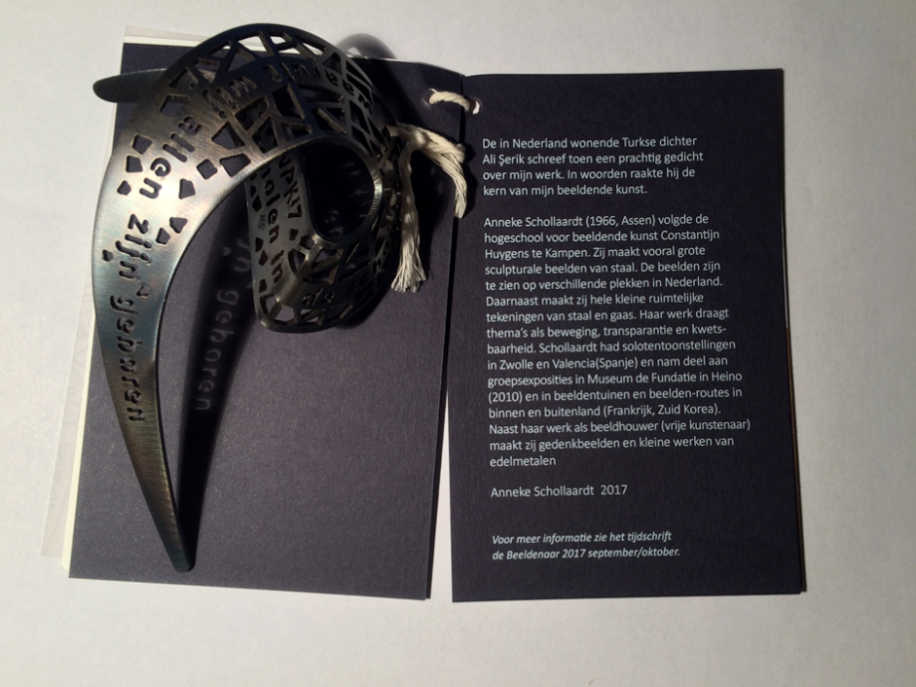 allen zijn geboren
De in Nederland wonende Turkse dichter
Ali Şerik schreef toen een prachtig gedicht
over mijn werk. In woorden raakte hij de
kern van mijn beeldende kunst.
Anneke Schollaardt (1966, Assen) volgde de
hogeschool voor beeldende kunst Constantijn
Huygens te Kampen. Zij maakt vooral grote
sculpturale beelden van staal. De beelden zijn
te zien op verschillende plekken in Nederland.
Daarnaast maakt zij hele kleine ruimtelijke
tekeningen van staal en gaas. Haar werk draagt
thema's als beweging, transparantie en kwets-
baarheid. Schollaardt had solotentoonstellingen
in Zwolle en Valencia(Spanje) en nam deel aan
groepsexposities in Museum de Fundatie in Heino
(2010) en in beeldentuinen en beelden-routes in
binnen en buitenland (Frankrijk, Zuid Korea).
Naast haar werk als beeldhouwer (vrije kunstenaar)
maakt zij gedenkbeelden en kleine werken van
edelmetalen
Anneke Schollaardt 2017
Voor meer informatie zie het tijdschrift
de Beeldenaar 2017 september/oktober.